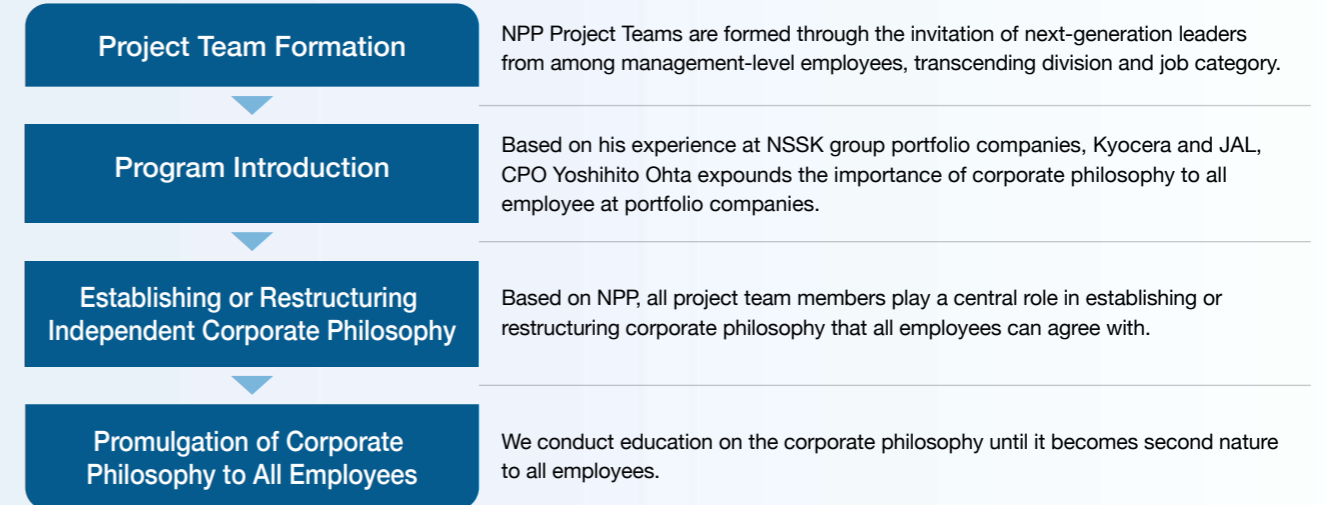 Project Team Formation
NPP Project Teams are formed through the invitation of next-generation leaders
from among management-level employees, transcending division and job category.
Program Introduction
Based on his experience at NSSK group portfolio companies, Kyocera and JAL,
CPO Yoshihito Ohta expounds the importance of corporate philosophy to all
employee at portfolio companies.
Establishing or Restructuring
Independent Corporate Philosophy
Based on NPP, all project team members play a central role in establishing or
restructuring corporate philosophy that all employees can agree with.
Promulgation of Corporate
Philosophy to All Employees
We conduct education on the corporate philosophy until it becomes second nature
to all employees.